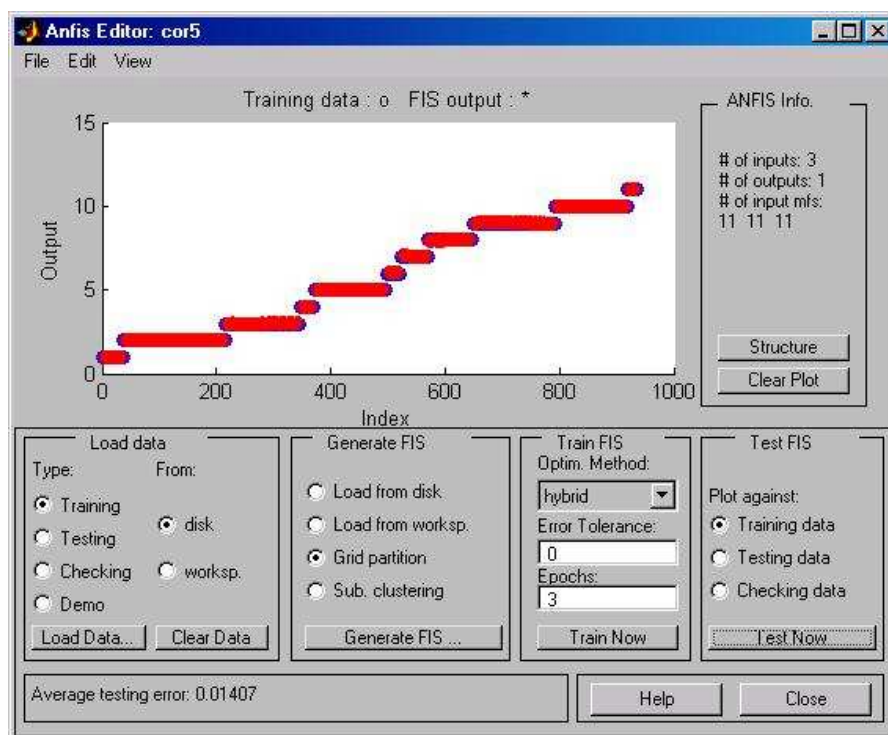 Anfis Editor: cor5
File Edit View
Training data : o FIS output : *
15
10
5
0
Output
0 200 400 600 800 1000
Index
ANFIS Info.
# of inputs: 3
# of outputs: 1
# of input mfs:
11 11 11
Structure
Clear Plot
Load data
Type: From:
Training
Testing
Checking
Demo
disk
worksp.
Load Data... Clear Data
Generate FIS
Load from disk
Load from worksp.
Grid partition
Sub. clustering
Generate FIS ...
Train FIS
Optim. Method:
hybrid
Error Tolerance:
0
Epochs:
3
Train Now
Test FIS
Plot against:
Training data
Testing data
Checking data
Test Now
Average testing error: 0.01407
Help Close